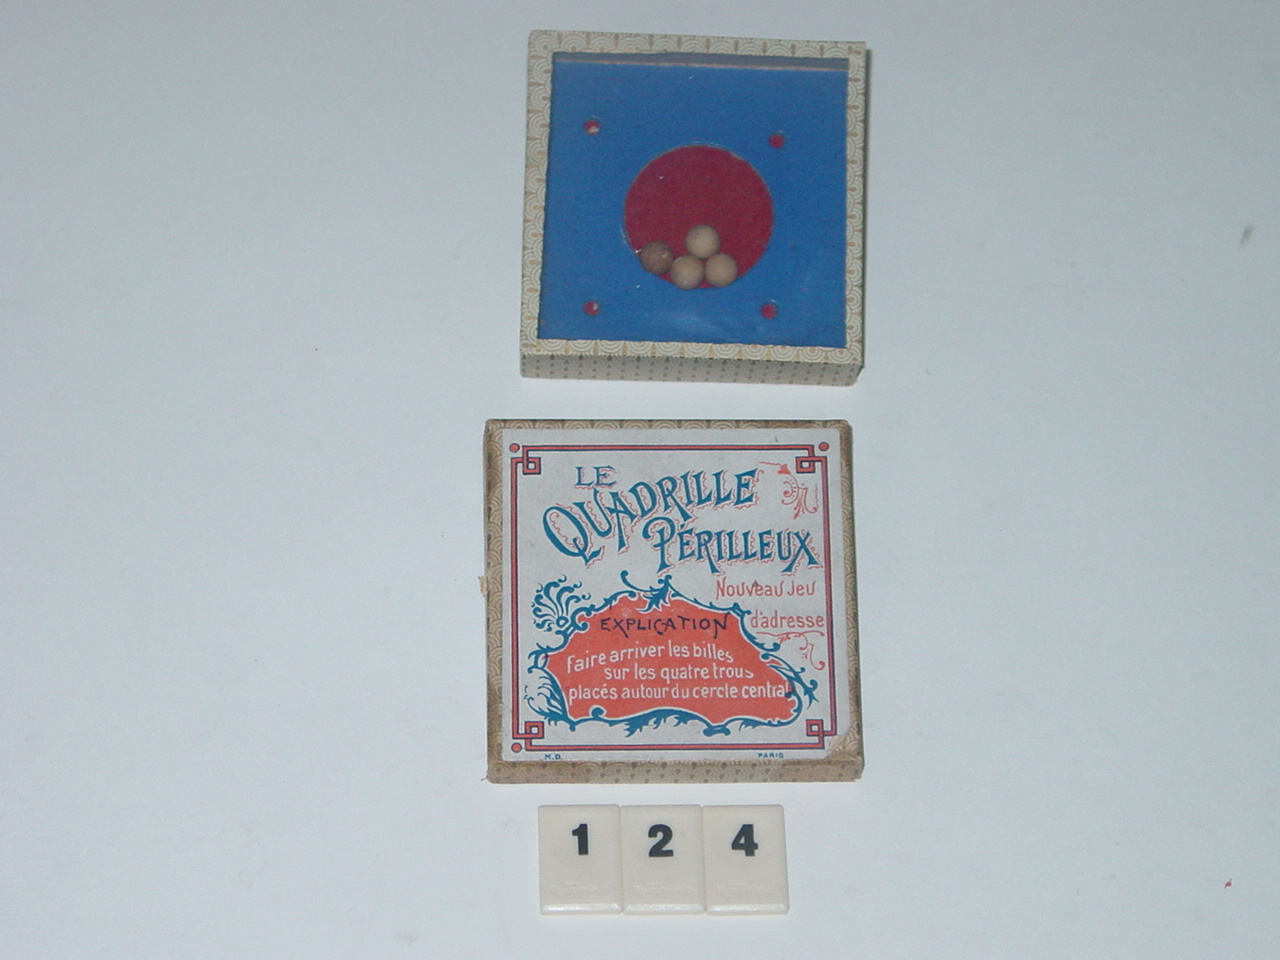 LE
QUADRILLE
PÉRILLEUX
Nouveau Jeu
d'adresse
EXPLICATION
faire arriver les billes
sur les quatre trous
placés autour du cercle central
M.D. PARIS
1 2 4